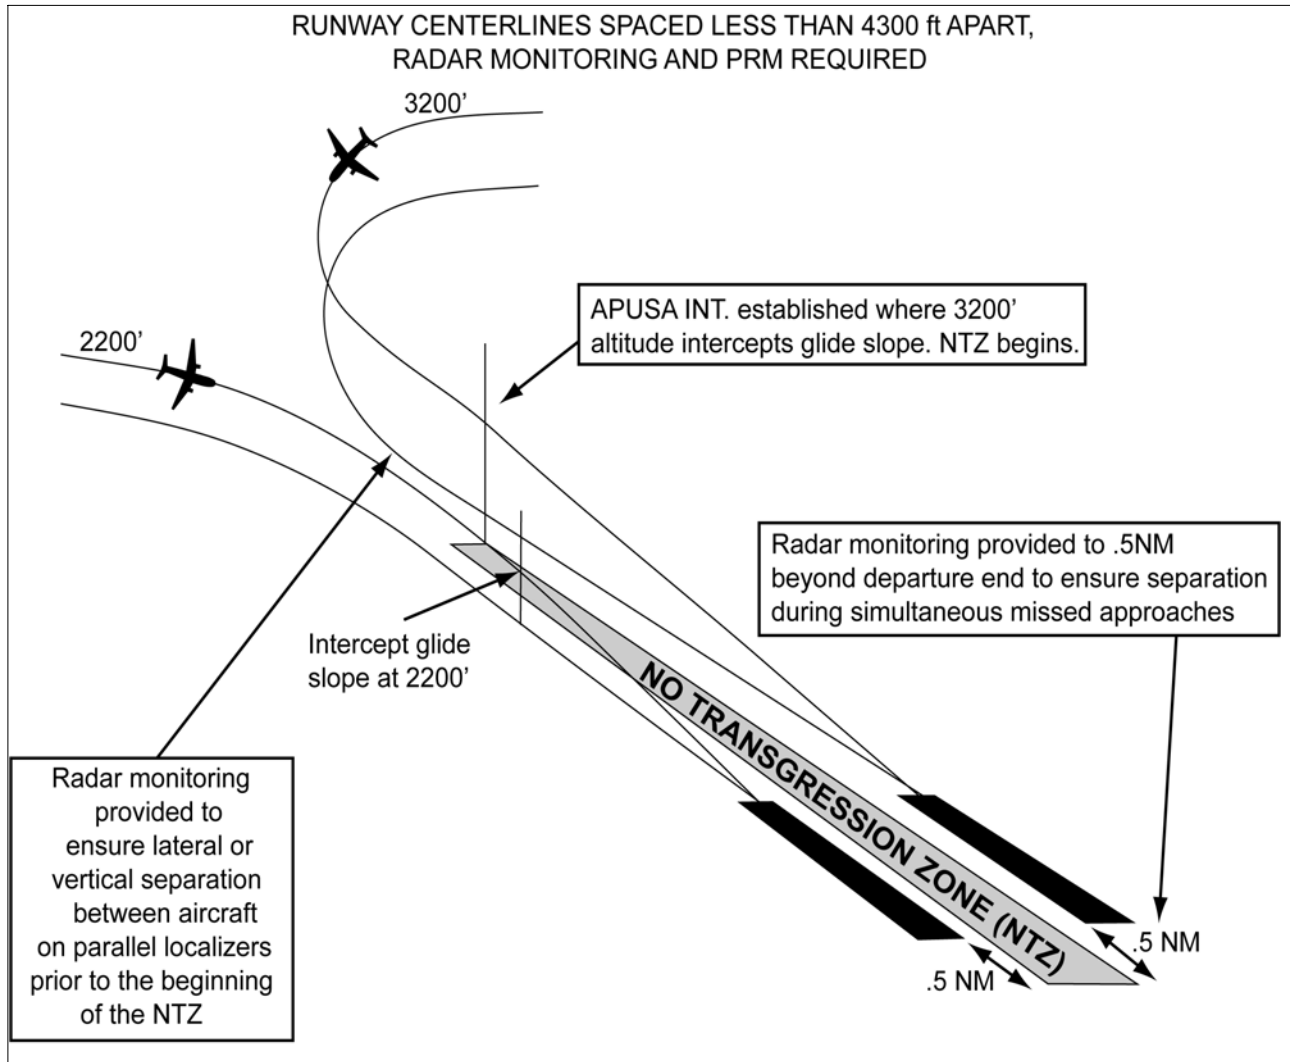 RUNWAY CENTERLINES SPACED LESS THAN 4300 ft APART,
RADAR MONITORING AND PRM REQUIRED
3200’
2200’
APUSA INT. established where 3200’
altitude intercepts glide slope. NTZ begins.
Radar monitoring provided to .5NM
beyond departure end to ensure separation
during simultaneous missed approaches
Intercept glide
slope at 2200’
NO TRANSGRESSION ZONE (NTZ)
Radar monitoring
provided to
ensure lateral or
vertical separation
between aircraft
on parallel localizers
prior to the beginning
of the NTZ
.5 NM
.5 NM